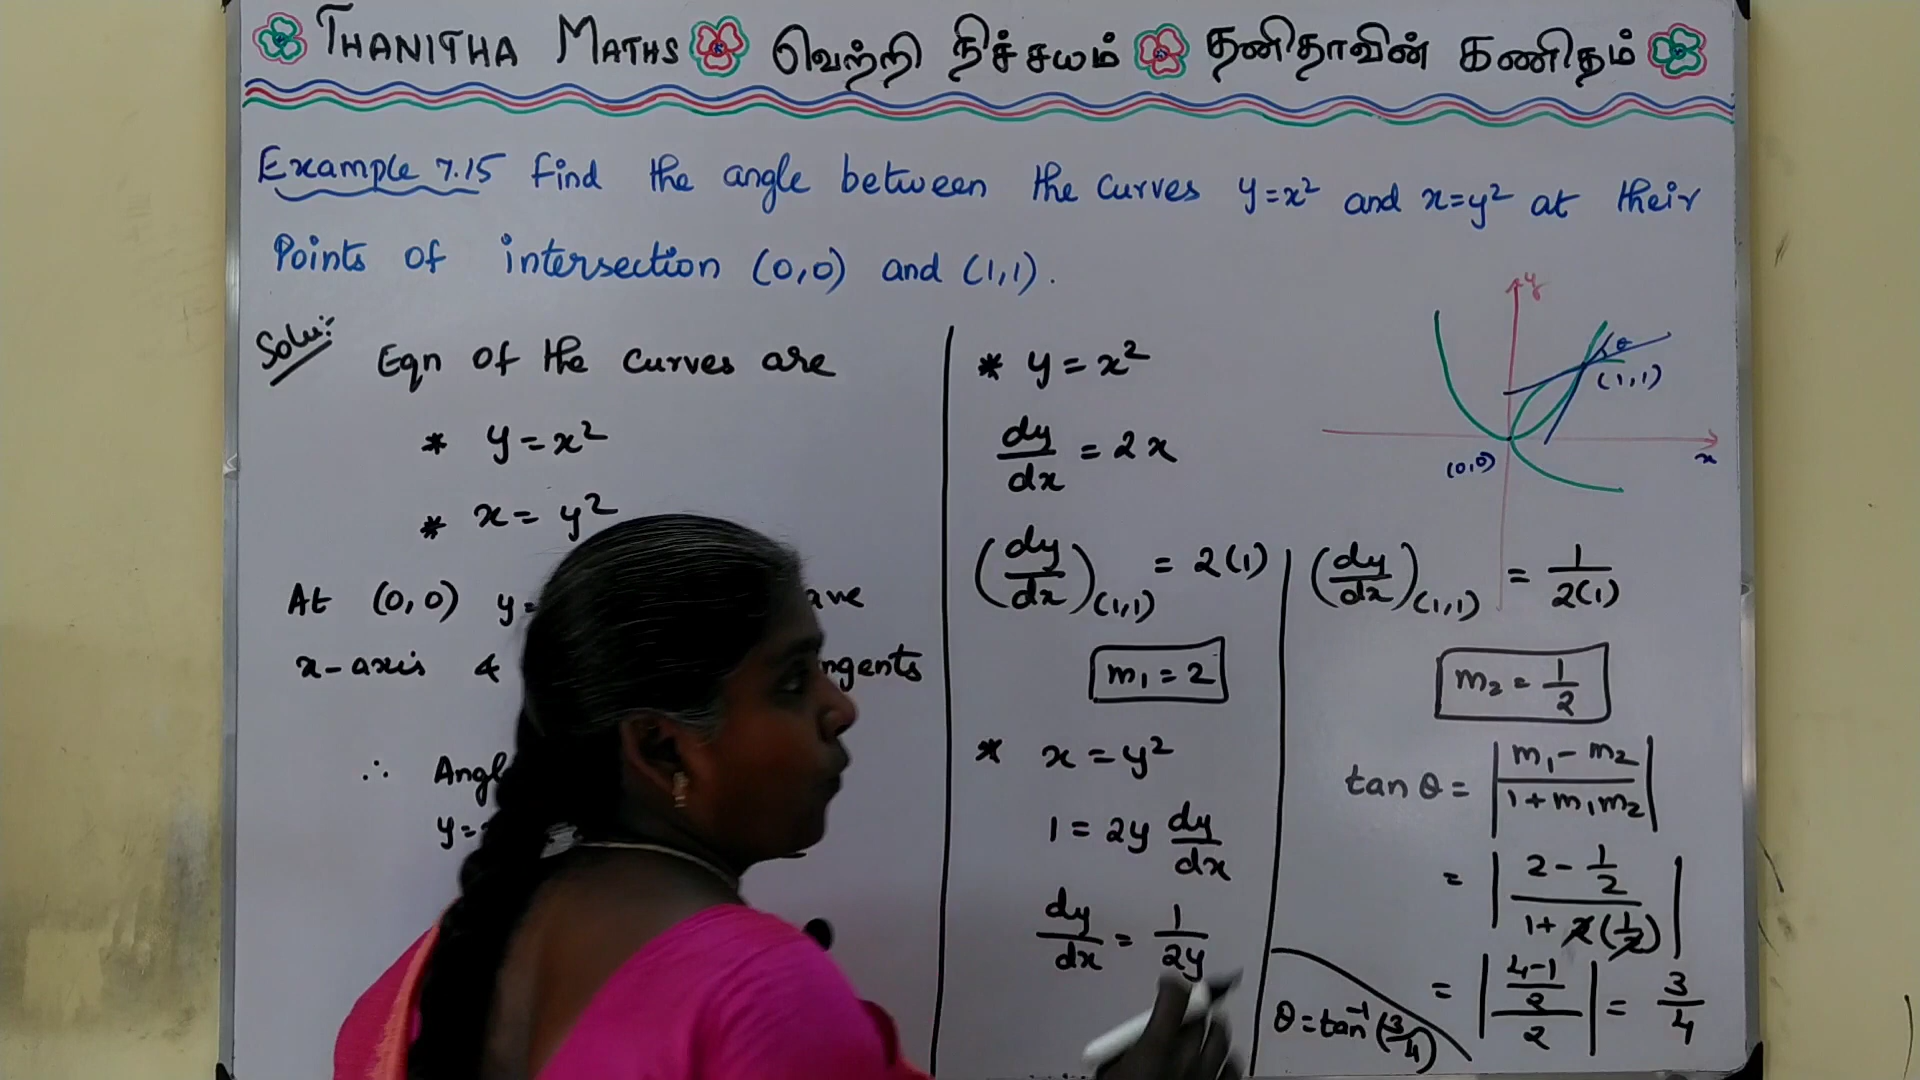 THANITHA MATHS வெற்றி நிச்சயம் தனிதாவின் கணிதம்
Example 7.15 Find the angle between the curves y=x² and x=y² at their
Points of intersection (0,0) and (1,1).
Solu:-
Eqn of the curves are
* y = x²
* x = y²
At (0,0) y=
x-axis &
∴
y=
* y = x²
dy/dx = 2x
(dy/dx)(1,1) = 2(1)
m₁ = 2
* x = y²
1 = 2y dy/dx
dy/dx = 1/2y
y
θ
(1,1)
(0,0)
x
(dy/dx)(1,1) = 1/2(1)
m₂ = 1/2
tan θ = |(m₁ - m₂)/(1 + m₁m₂)|
= |(2 - 1/2)/(1 + 2(1/2))|
= |((4-1)/2)/2| = 3/4
θ = tan⁻¹(3/4)